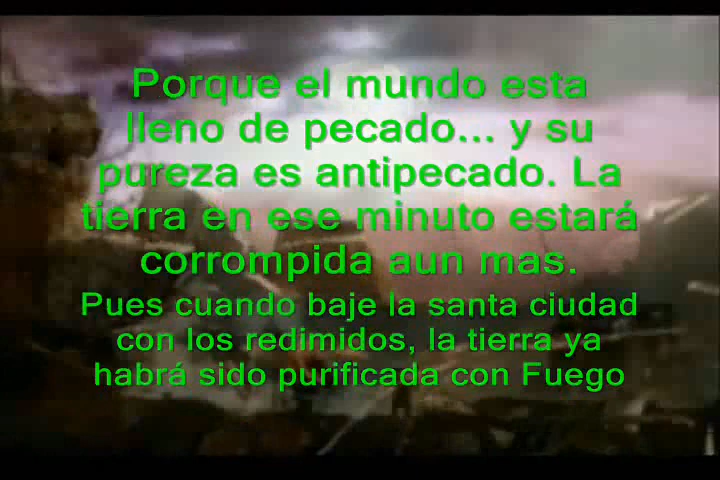 Porque el mundo esta
lleno de pecado... y su
pureza es antipecado. La
tierra en ese minuto estará
corrompida aun mas.
Pues cuando baje la santa ciudad
con los redimidos, la tierra ya
habrá sido purificada con Fuego